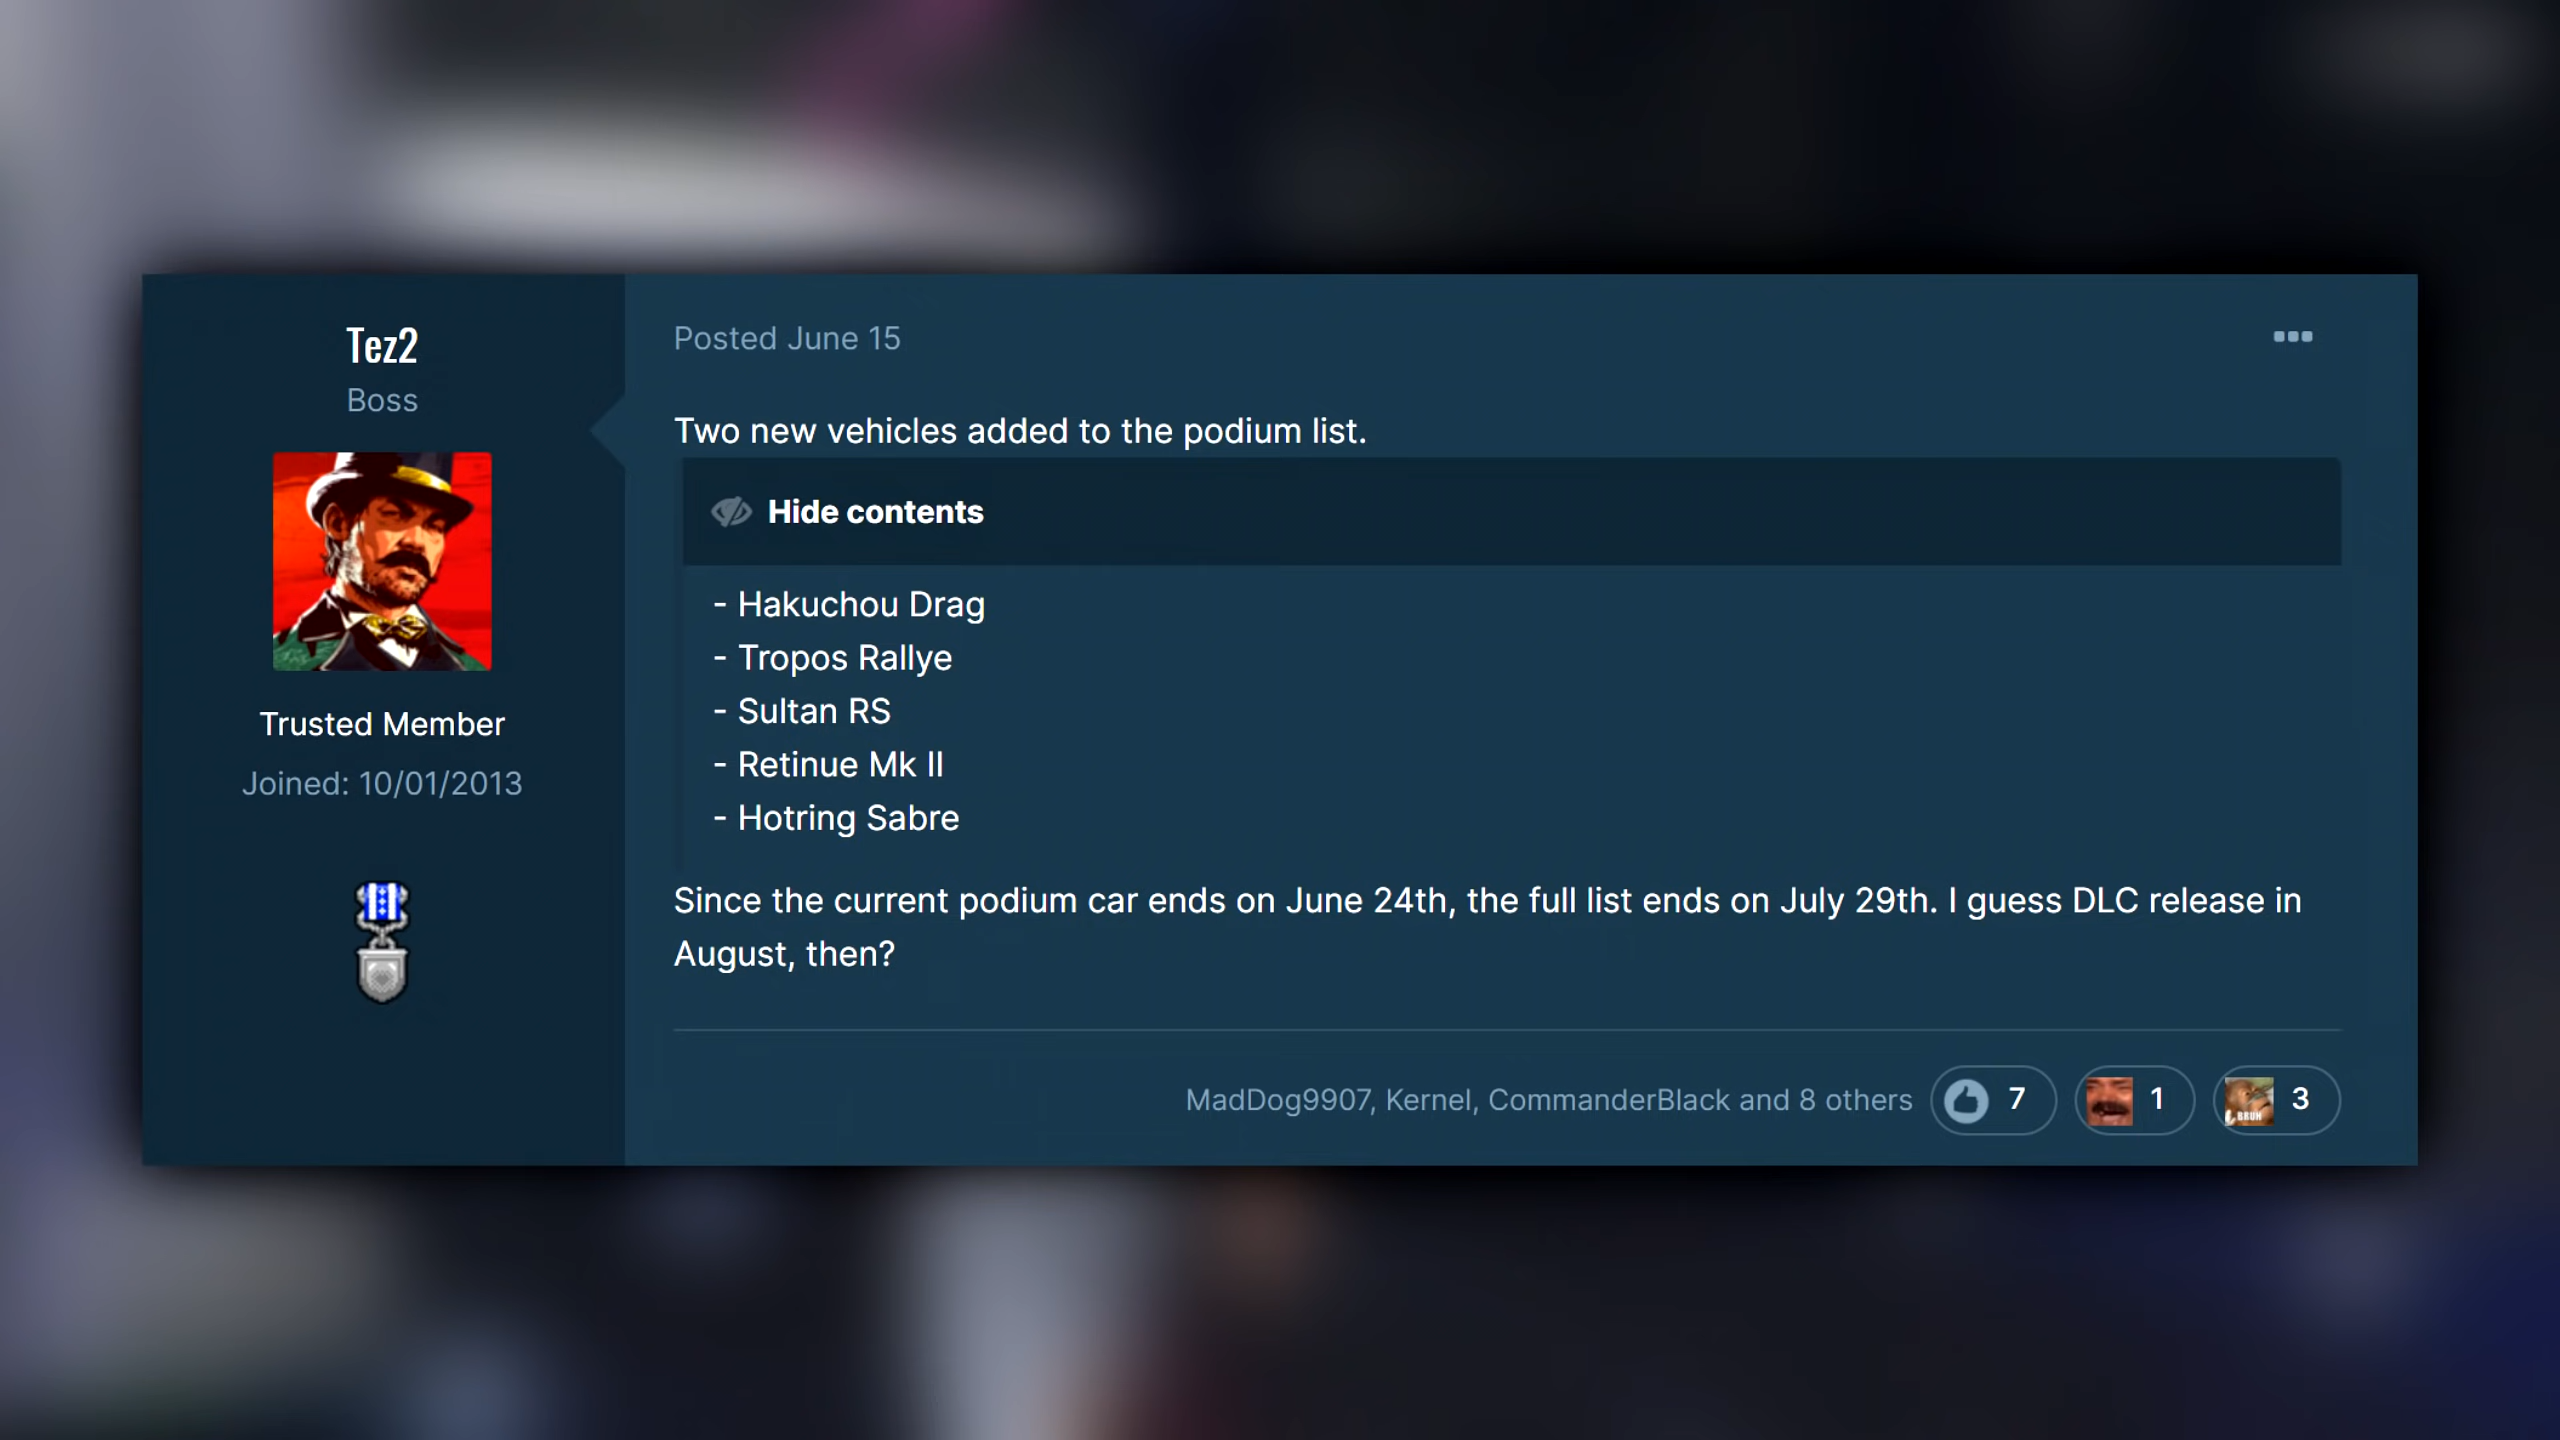 Tez2
Boss
Trusted Member
Joined: 10/01/2013
Posted June 15
Two new vehicles added to the podium list.
Hide contents
- Hakuchou Drag
- Tropos Rallye
- Sultan RS
- Retinue Mk II
- Hotring Sabre
Since the current podium car ends on June 24th, the full list ends on July 29th. I guess DLC release in
August, then?
MadDog9907, Kernel, CommanderBlack and 8 others 7 1 BRUH 3